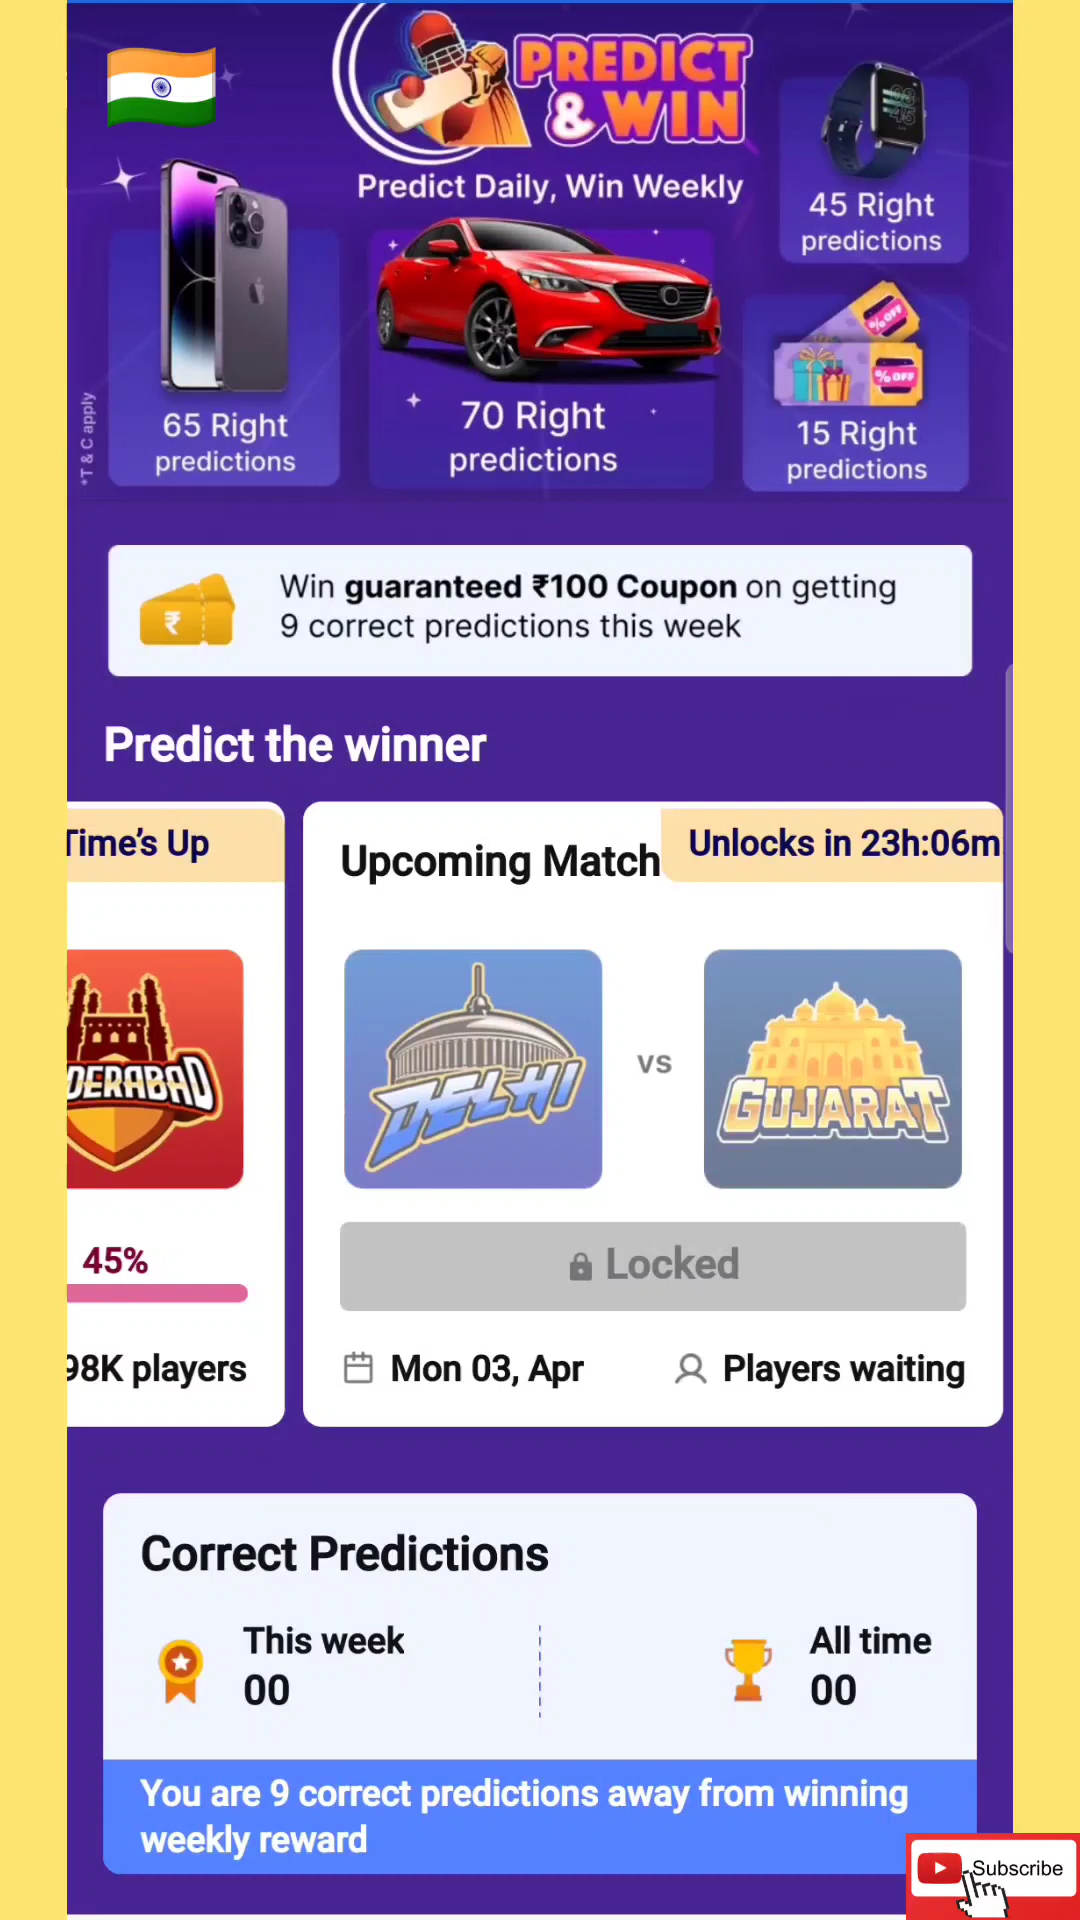 PREDICT
& WIN
Predict Daily, Win Weekly
45 Right
predictions
65 Right
predictions
70 Right
predictions
% OFF
% OFF
15 Right
predictions
*T & C apply
Win guaranteed ₹100 Coupon on getting
9 correct predictions this week
Predict the winner
Time's Up
Upcoming Match
Unlocks in 23h:06m
DERABAD
DELHI
vs
GUJARAT
45%
Locked
98K players
Mon 03, Apr
Players waiting
Correct Predictions
This week
00
All time
00
You are 9 correct predictions away from winning
weekly reward
Subscribe